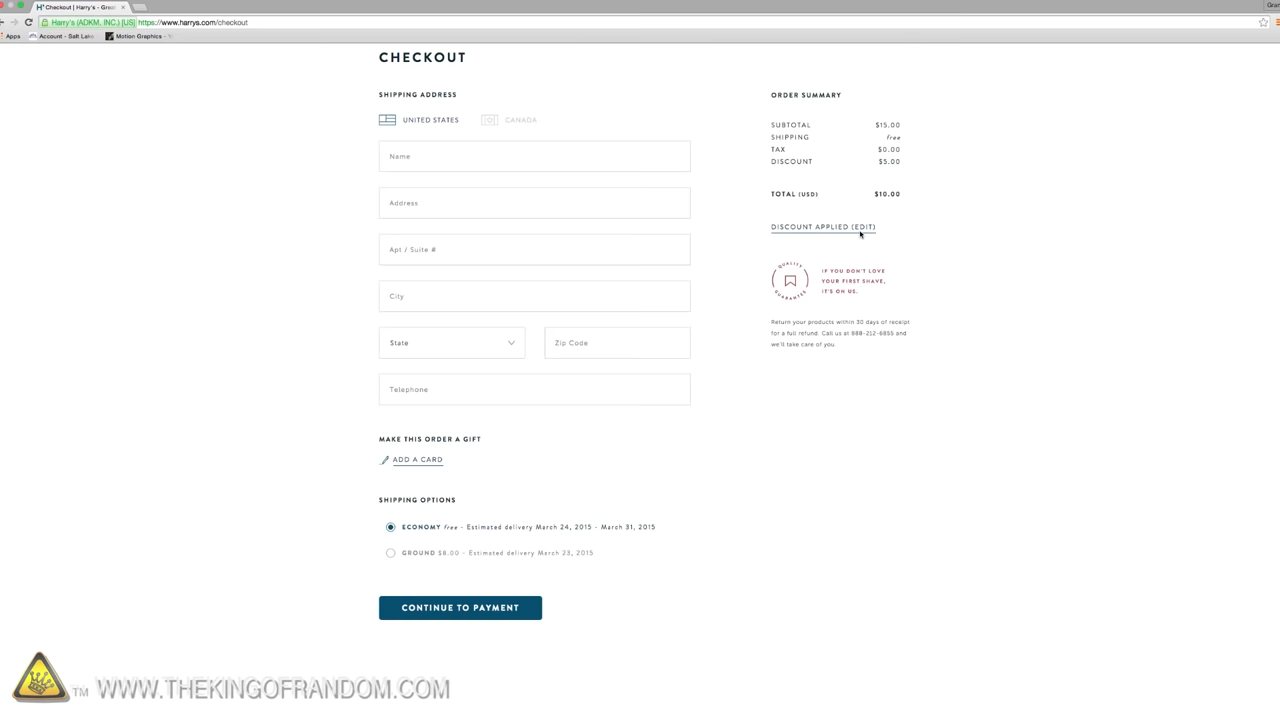 Checkout | Harry's - Great
Harry's (ADKM, INC.) [US] https://www.harrys.com/checkout
Apps Account - Salt Lake Motion Graphics -
CHECKOUT
SHIPPING ADDRESS
UNITED STATES CANADA
Name
Address
Apt / Suite #
City
State Zip Code
Telephone
MAKE THIS ORDER A GIFT
ADD A CARD
SHIPPING OPTIONS
ECONOMY free - Estimated delivery March 24, 2015 - March 31, 2015
GROUND $8.00 - Estimated delivery March 23, 2015
CONTINUE TO PAYMENT
ORDER SUMMARY
SUBTOTAL $15.00
SHIPPING free
TAX $0.00
DISCOUNT $5.00
TOTAL (USD) $10.00
DISCOUNT APPLIED (EDIT)
QUALITY
GUARANTEE
IF YOU DON'T LOVE
YOUR FIRST SHAVE,
IT'S ON US.
Return your products within 30 days of receipt
for a full refund. Call us at 888-212-6855 and
we'll take care of you.
TM WWW.THEKINGOFRANDOM.COM